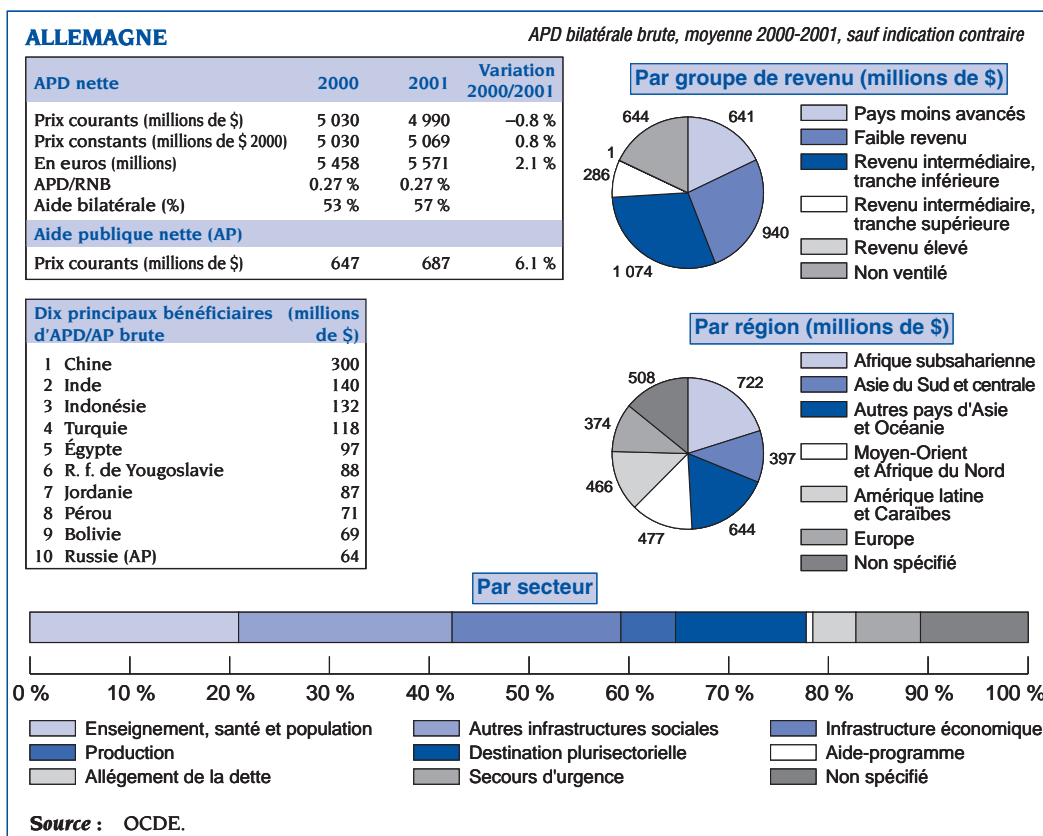 ALLEMAGNE
APD bilatérale brute, moyenne 2000-2001, sauf indication contraire
APD nette 2000 2001 Variation 2000/2001
Prix courants (millions de $) 5 030 4 990 –0.8 %
Prix constants (millions de $ 2000) 5 030 5 069 0.8 %
En euros (millions) 5 458 5 571 2.1 %
APD/RNB 0.27 % 0.27 %
Aide bilatérale (%) 53 % 57 %
Aide publique nette (AP)
Prix courants (millions de $) 647 687 6.1 %
Par groupe de revenu (millions de $)
644
641
1
286
940
1 074
Pays moins avancés
Faible revenu
Revenu intermédiaire,
tranche inférieure
Revenu intermédiaire,
tranche supérieure
Revenu élevé
Non ventilé
Dix principaux bénéficiaires (millions
d'APD/AP brute de $)
1 Chine 300
2 Inde 140
3 Indonésie 132
4 Turquie 118
5 Égypte 97
6 R. f. de Yougoslavie 88
7 Jordanie 87
8 Pérou 71
9 Bolivie 69
10 Russie (AP) 64
Par région (millions de $)
508
722
374
397
466
477
644
Afrique subsaharienne
Asie du Sud et centrale
Autres pays d'Asie
et Océanie
Moyen-Orient
et Afrique du Nord
Amérique latine
et Caraïbes
Europe
Non spécifié
Par secteur
0 % 10 % 20 % 30 % 40 % 50 % 60 % 70 % 80 % 90 % 100 %
Enseignement, santé et population Autres infrastructures sociales Infrastructure économique
Production Destination plurisectorielle Aide-programme
Allégement de la dette Secours d'urgence Non spécifié
Source : OCDE.